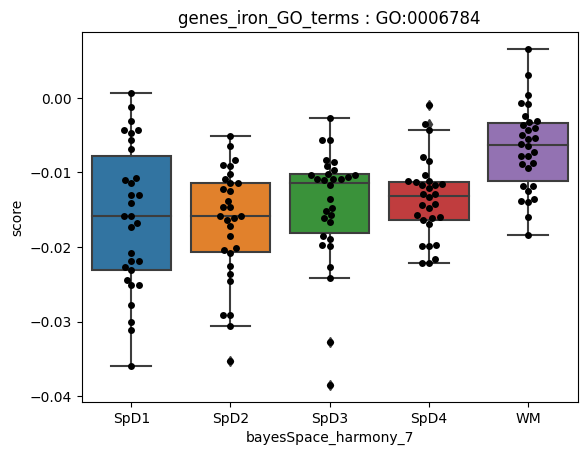 genes_iron_GO_terms : GO:0006784
0.00
−0.01
−0.02
−0.03
−0.04
score
SpD1 SpD2 SpD3 SpD4 WM
bayesSpace_harmony_7